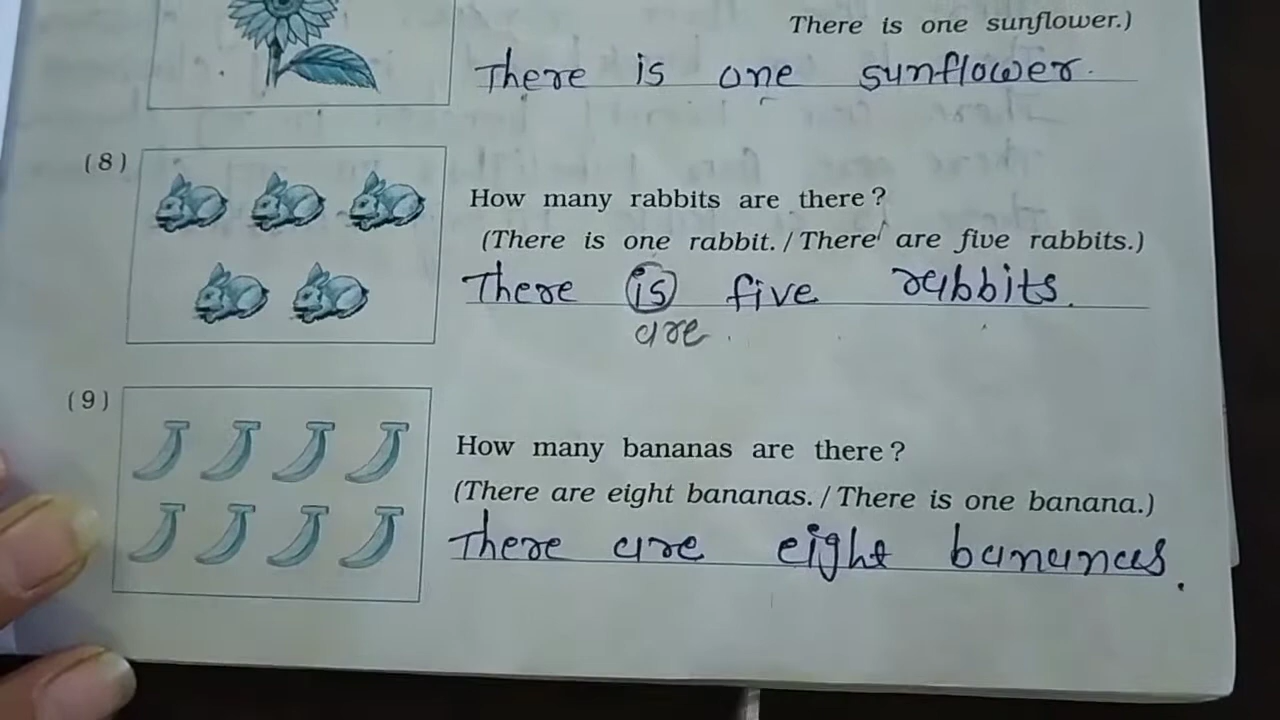 There is one sunflower.)
There is one sunflower.
(8)
How many rabbits are there?
(There is one rabbit. / There are five rabbits.)
There is five rabbits.
are.
(9)
How many bananas are there?
(There are eight bananas. / There is one banana.)
There are eight bananas.